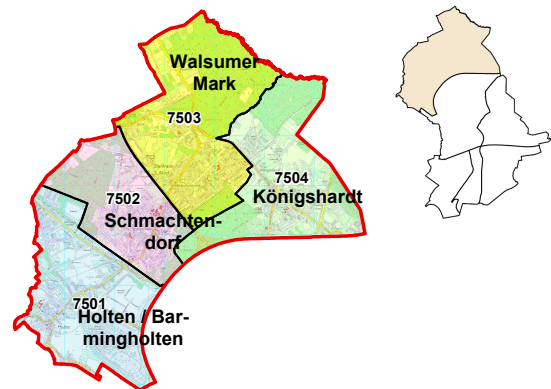 Walsumer
Mark
7503
7504
Königshardt
7502
Schmachten-
dorf
7501
Holten / Bar-
mingholten